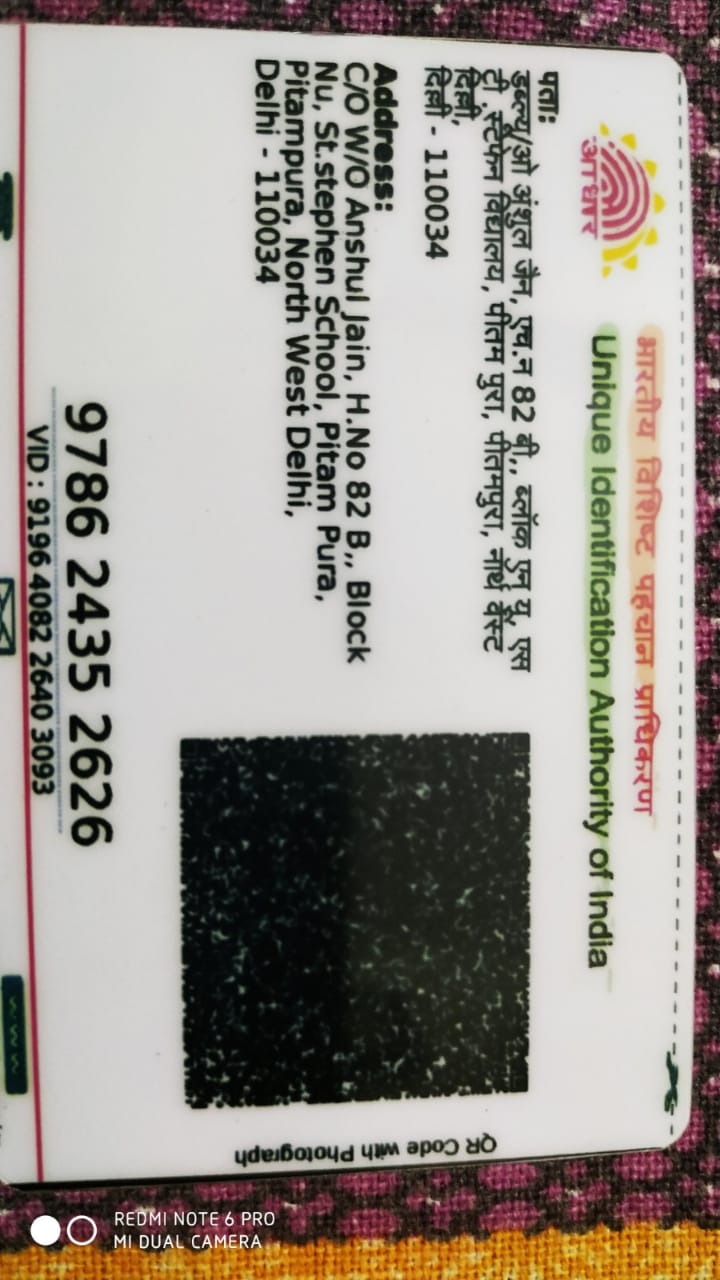 आधार
भारतीय विशिष्ट पहचान प्राधिकरण
Unique Identification Authority of India
पताः
डब्ल्यू/ओ अंशुल जैन, एच.न 82 बी,, ब्लॉक एन यू, एस
टी .स्टेफेन विद्यालय, पीतम पुरा, पीतमपुरा, नार्थ वेस्ट
दिल्ली,
दिल्ली - 110034
Address:
C/O W/O Anshul Jain, H.No 82 B,, Block
Nu, St.stephen School, Pitam Pura,
Pitampura, North West Delhi,
Delhi - 110034
QR Code with Photograph
9786 2435 2626
VID : 9196 4082 2640 3093
REDMI NOTE 6 PRO
MI DUAL CAMERA